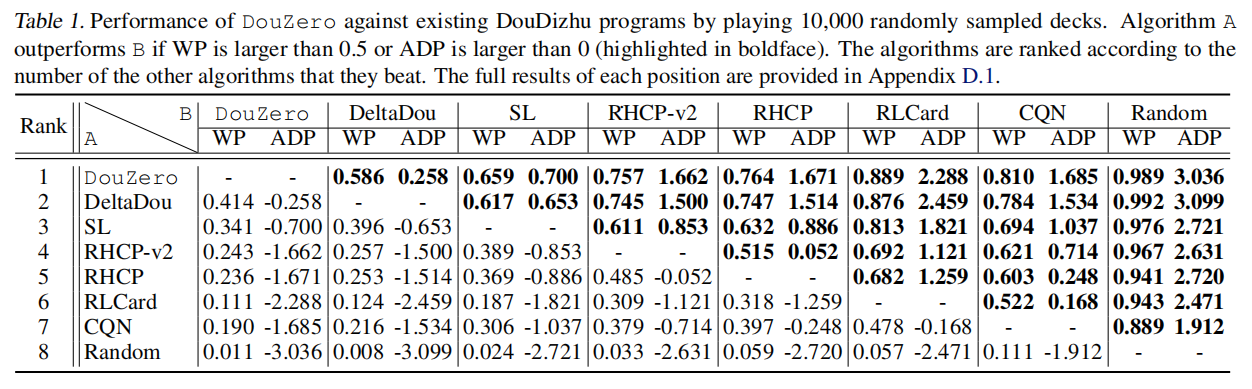 Table 1. Performance of DouZero against existing DouDizhu programs by playing 10,000 randomly sampled decks. Algorithm A
outperforms B if WP is larger than 0.5 or ADP is larger than 0 (highlighted in boldface). The algorithms are ranked according to the
number of the other algorithms that they beat. The full results of each position are provided in Appendix D.1.
Rank B A DouZero DeltaDou SL RHCP-v2 RHCP RLCard CQN Random
WP ADP WP ADP WP ADP WP ADP WP ADP WP ADP WP ADP WP ADP
1 DouZero - - 0.586 0.258 0.659 0.700 0.757 1.662 0.764 1.671 0.889 2.288 0.810 1.685 0.989 3.036
2 DeltaDou 0.414 -0.258 - - 0.617 0.653 0.745 1.500 0.747 1.514 0.876 2.459 0.784 1.534 0.992 3.099
3 SL 0.341 -0.700 0.396 -0.653 - - 0.611 0.853 0.632 0.886 0.813 1.821 0.694 1.037 0.976 2.721
4 RHCP-v2 0.243 -1.662 0.257 -1.500 0.389 -0.853 - - 0.515 0.052 0.692 1.121 0.621 0.714 0.967 2.631
5 RHCP 0.236 -1.671 0.253 -1.514 0.369 -0.886 0.485 -0.052 - - 0.682 1.259 0.603 0.248 0.941 2.720
6 RLCard 0.111 -2.288 0.124 -2.459 0.187 -1.821 0.309 -1.121 0.318 -1.259 - - 0.522 0.168 0.943 2.471
7 CQN 0.190 -1.685 0.216 -1.534 0.306 -1.037 0.379 -0.714 0.397 -0.248 0.478 -0.168 - - 0.889 1.912
8 Random 0.011 -3.036 0.008 -3.099 0.024 -2.721 0.033 -2.631 0.059 -2.720 0.057 -2.471 0.111 -1.912 - -